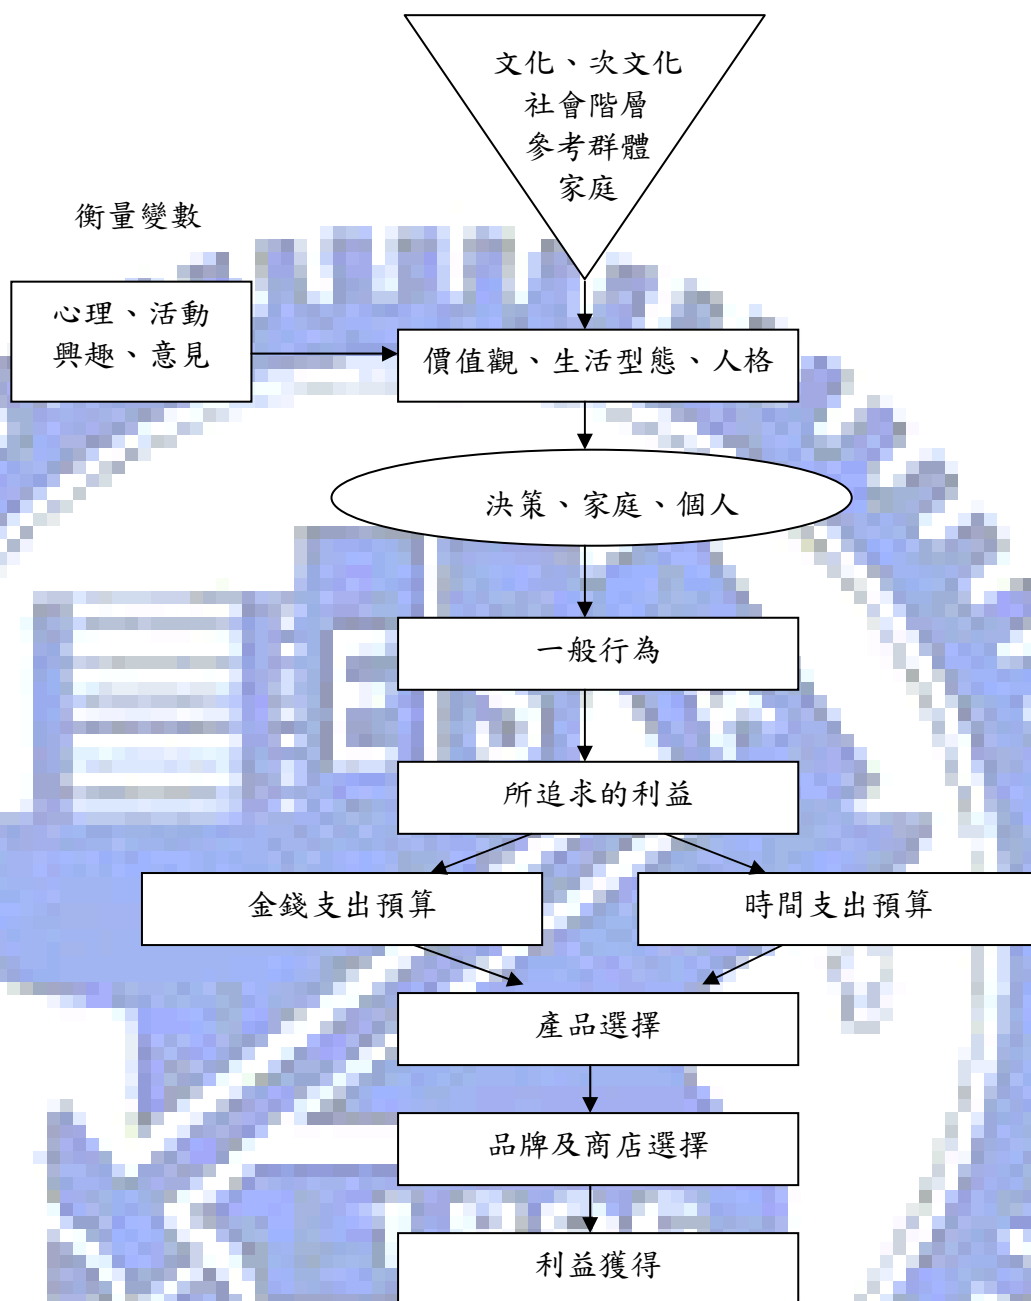 文化、次文化
社會階層
參考群體
家庭
衡量變數
心理、活動
興趣、意見
價值觀、生活型態、人格
決策、家庭、個人
一般行為
所追求的利益
金錢支出預算
時間支出預算
產品選擇
品牌及商店選擇
利益獲得